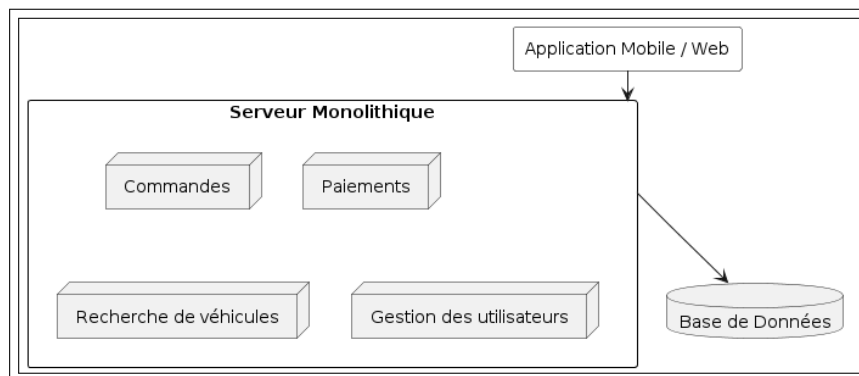 Application Mobile / Web
Serveur Monolithique
Commandes
Paiements
Recherche de véhicules
Gestion des utilisateurs
Base de Données